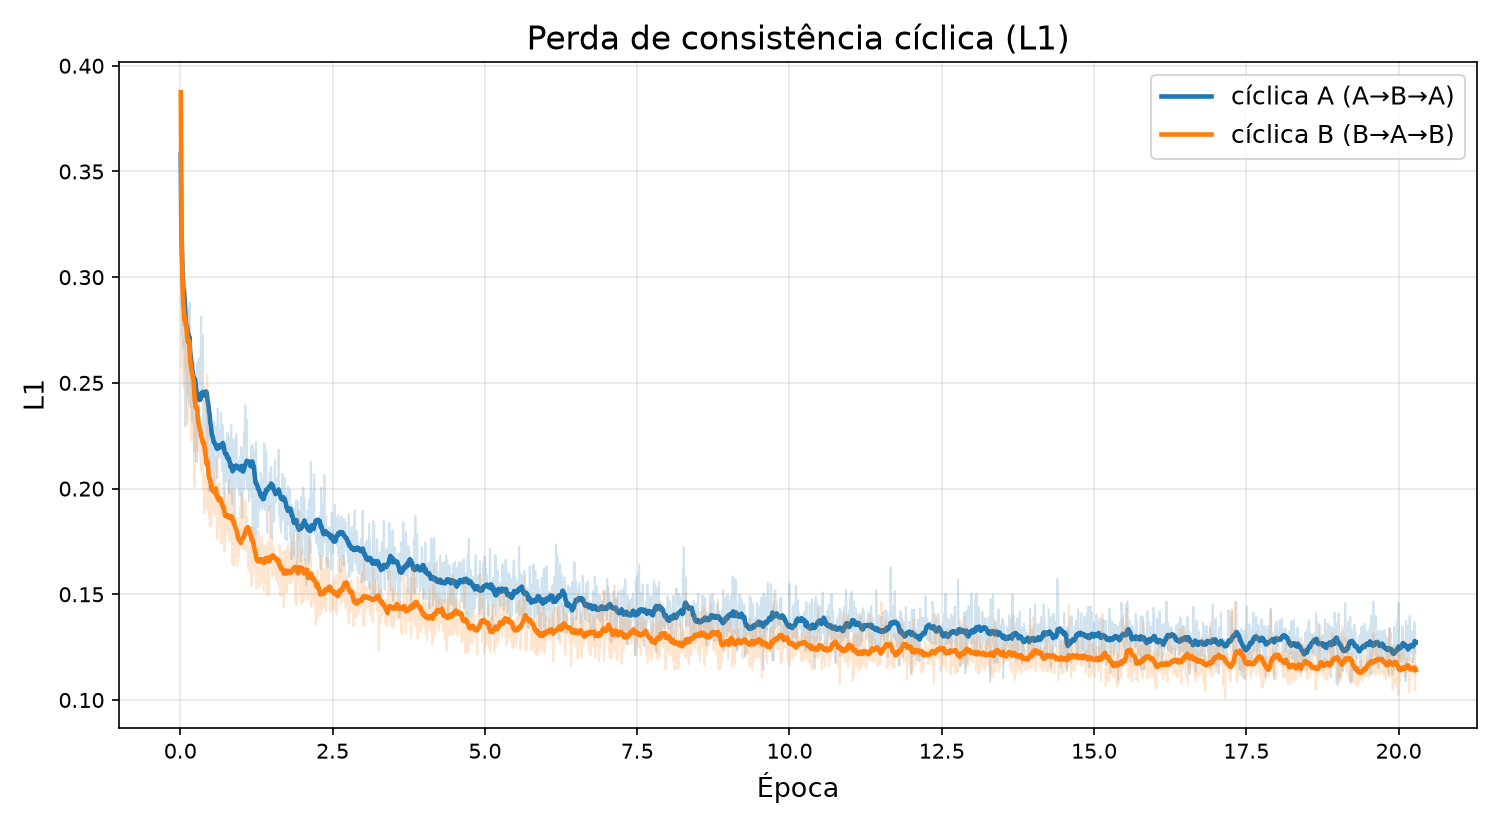 Perda de consistência cíclica (L1)
cíclica A (A→B→A)
cíclica B (B→A→B)
L1
0.40
0.35
0.30
0.25
0.20
0.15
0.10
0.0 2.5 5.0 7.5 10.0 12.5 15.0 17.5 20.0
Época